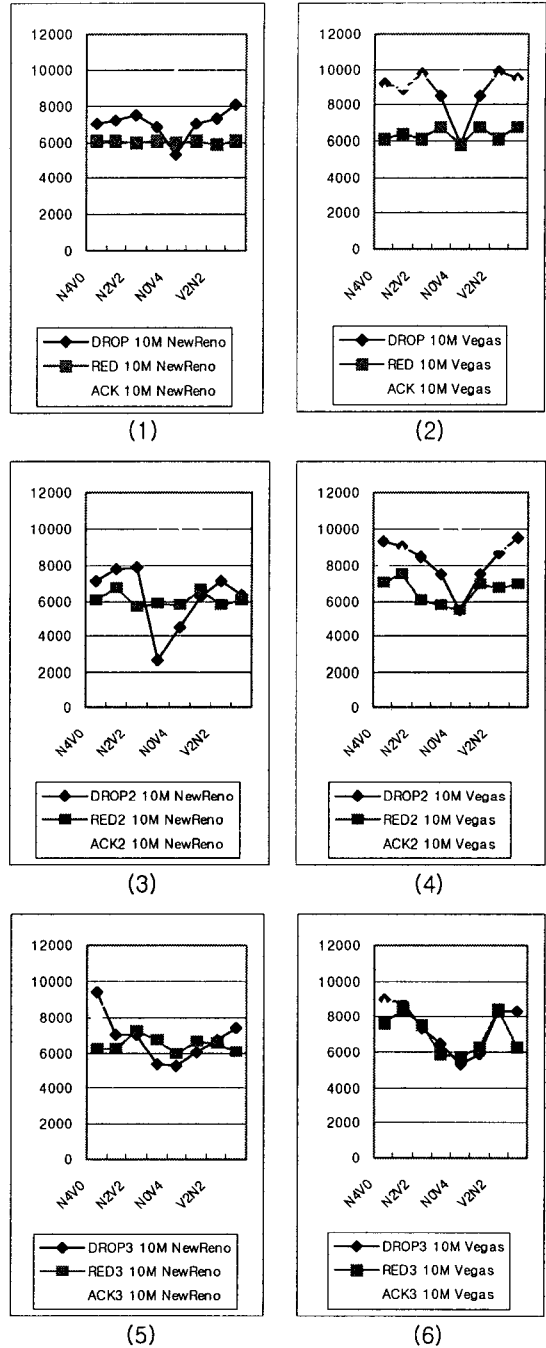 12000
10000
8000
6000
4000
2000
0
N4V0
N2V2
N0V4
V2N2
DROP 10M NewReno
RED 10M NewReno
ACK 10M NewReno
(1)
12000
10000
8000
6000
4000
2000
0
N4V0
N2V2
N0V4
V2N2
DROP 10M Vegas
RED 10M Vegas
ACK 10M Vegas
(2)
12000
10000
8000
6000
4000
2000
0
N4V0
N2V2
N0V4
V2N2
DROP2 10M NewReno
RED2 10M NewReno
ACK2 10M NewReno
(3)
12000
10000
8000
6000
4000
2000
0
N4V0
N2V2
N0V4
V2N2
DROP2 10M Vegas
RED2 10M Vegas
ACK2 10M Vegas
(4)
12000
10000
8000
6000
4000
2000
0
N4V0
N2V2
N0V4
V2N2
DROP3 10M NewReno
RED3 10M NewReno
ACK3 10M NewReno
(5)
12000
10000
8000
6000
4000
2000
0
N4V0
N2V2
N0V4
V2N2
DROP3 10M Vegas
RED3 10M Vegas
ACK3 10M Vegas
(6)